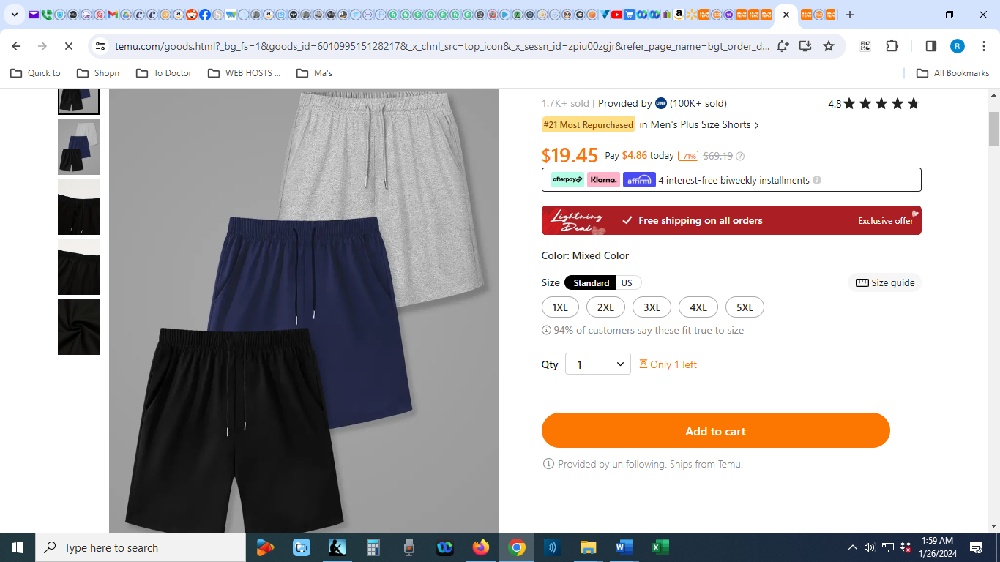 temu.com/goods.html?_bg_fs=1&goods_id=601099515128217&_x_chnl_src=top_icon&_x_sessn_id=zpiu00zgjr&refer_page_name=bgt_order_d...
R
Quick to
Shopn
To Doctor
WEB HOSTS ...
Ma's
All Bookmarks
1.7K+ sold | Provided by UNF (100K+ sold)
4.8
#21 Most Repurchased in Men's Plus Size Shorts
$19.45 Pay $4.86 today -71% $69.19
afterpay Klarna. affirm 4 interest-free biweekly installments
Lightning Deal Free shipping on all orders Exclusive offer
Color: Mixed Color
Size Standard US Size guide
1XL 2XL 3XL 4XL 5XL
94% of customers say these fit true to size
Qty 1 Only 1 left
Add to cart
Provided by un following. Ships from Temu.
Type here to search
1:59 AM
1/26/2024